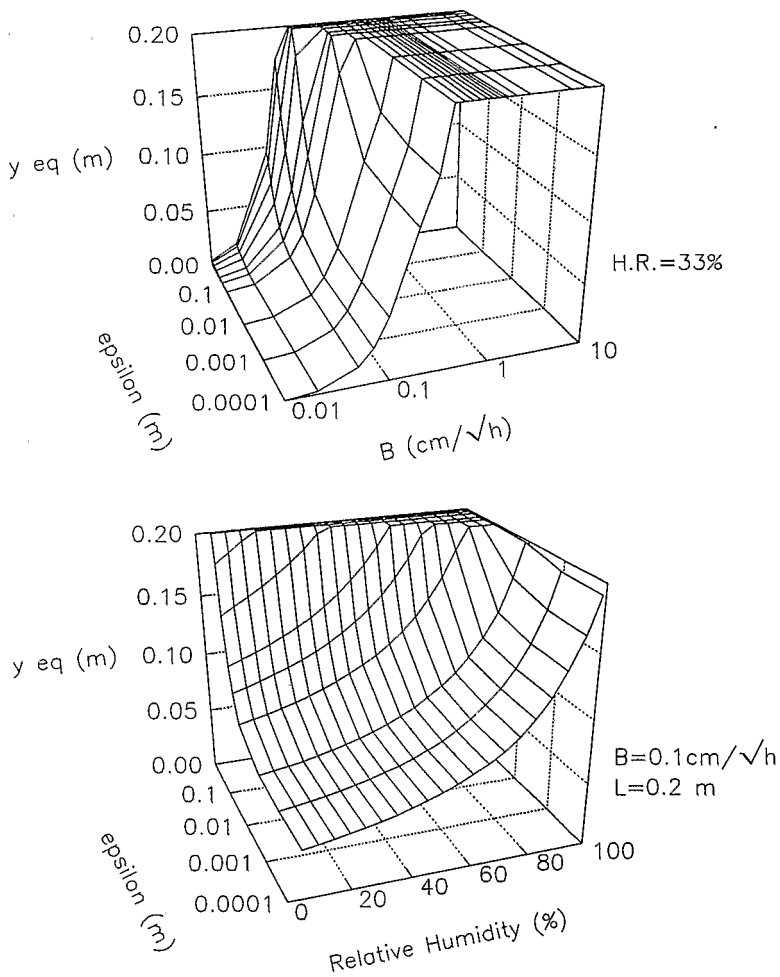 0.20
0.15
y eq (m) 0.10
0.05
0.00
0.1
0.01
0.001
0.0001
epsilon (m)
0.01
0.1
1
10
B (cm/√h)
H.R.=33%
0.20
0.15
y eq (m) 0.10
0.05
0.00
0.1
0.01
0.001
0.0001
epsilon (m)
0
20
40
60
80
100
Relative Humidity (%)
B=0.1cm/√h
L=0.2 m